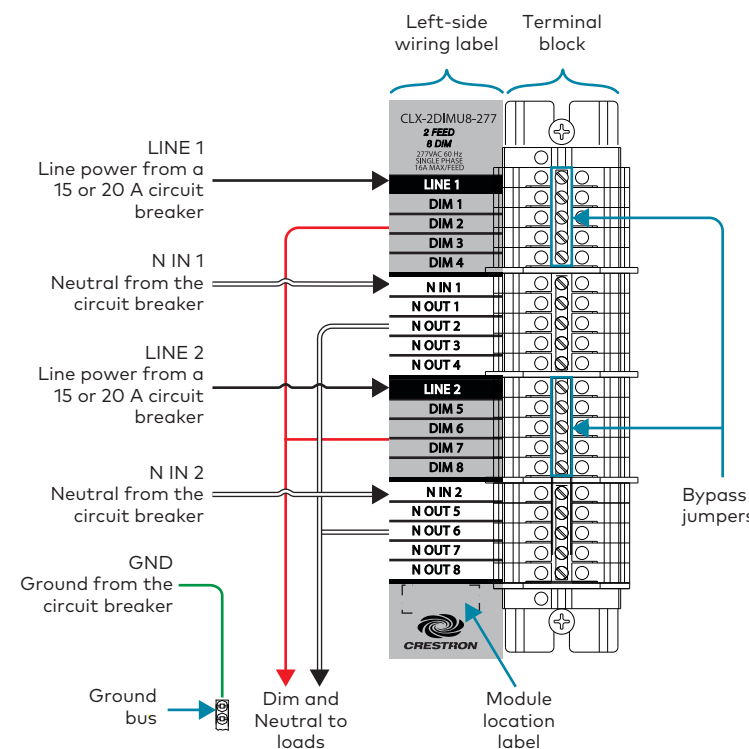 Left-side
wiring label
Terminal
block
CLX-2DIMU8-277
2 FEED
8 DIM
277VAC 60 Hz
SINGLE PHASE
16A MAX/FEED
LINE 1
Line power from a
15 or 20 A circuit
breaker
N IN 1
Neutral from the
circuit breaker
LINE 2
Line power from a
15 or 20 A circuit
breaker
N IN 2
Neutral from the
circuit breaker
GND
Ground from the
circuit breaker
Ground
bus
LINE 1
DIM 1
DIM 2
DIM 3
DIM 4
N IN 1
N OUT 1
N OUT 2
N OUT 3
N OUT 4
LINE 2
DIM 5
DIM 6
DIM 7
DIM 8
N IN 2
N OUT 5
N OUT 6
N OUT 7
N OUT 8
CRESTRON
Bypass
jumpers
Dim and
Neutral to
loads
Module
location
label